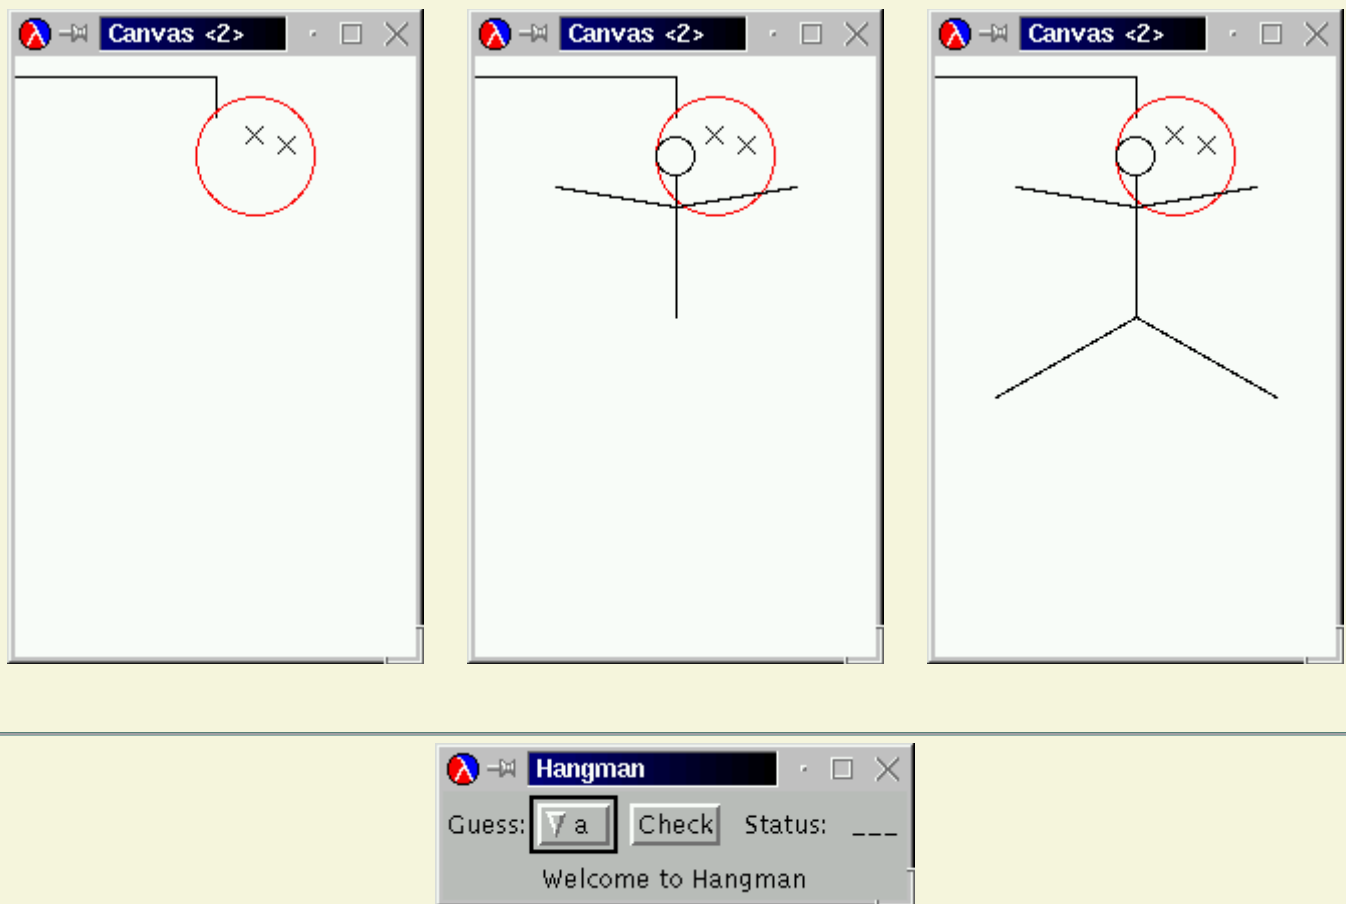 Canvas <2>
Canvas <2>
Canvas <2>
Hangman
Guess: a Check Status: ___
Welcome to Hangman